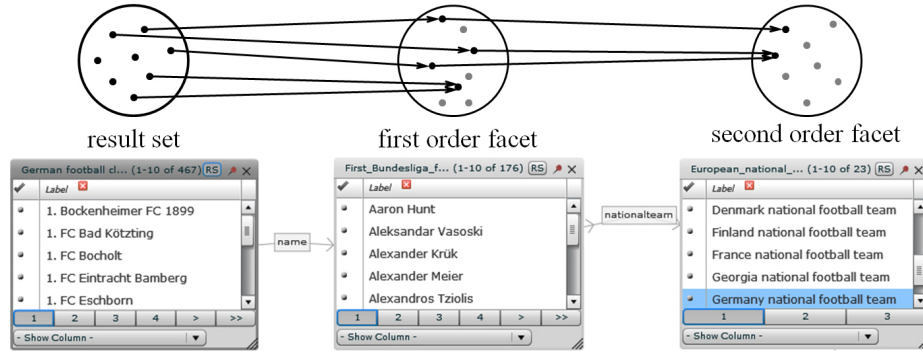 result set
first order facet
second order facet
German football cl... (1-10 of 467) RS
Label
1. Bockenheimer FC 1899
1. FC Bad Kötzting
1. FC Bocholt
1. FC Eintracht Bamberg
1. FC Eschborn
1 2 3 4 > >>
- Show Column -
name
First_Bundesliga_f... (1-10 of 176) RS
Label
Aaron Hunt
Aleksandar Vasoski
Alexander Krük
Alexander Meier
Alexandros Tziolis
1 2 3 4 > >>
- Show Column -
nationalteam
European_national_... (1-10 of 23) RS
Label
Denmark national football team
Finland national football team
France national football team
Georgia national football team
Germany national football team
1 2 3
- Show Column -